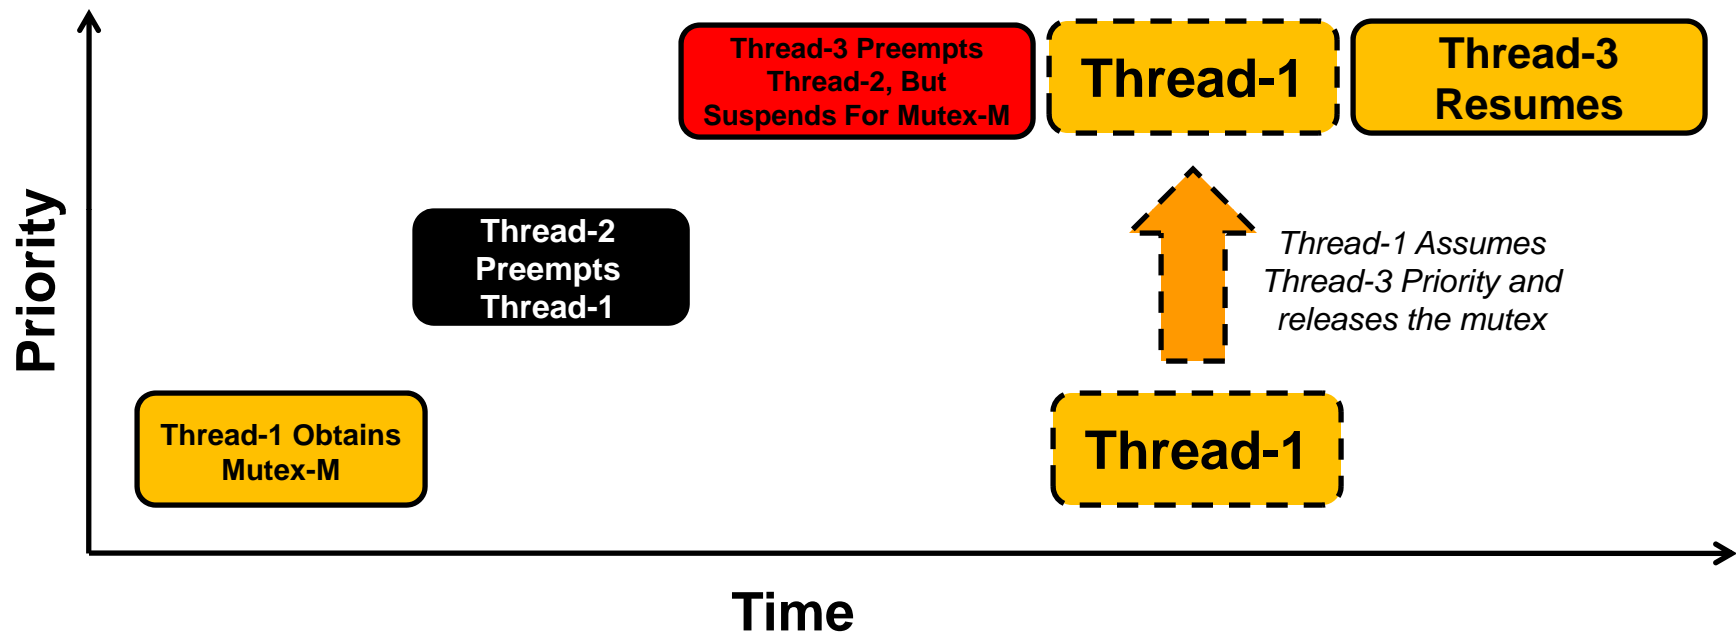 Thread-3 Preempts
Thread-2, But
Suspends For Mutex-M
Thread-1
Thread-3
Resumes
Priority
Thread-2
Preempts
Thread-1
Thread-1 Assumes
Thread-3 Priority and
releases the mutex
Thread-1 Obtains
Mutex-M
Thread-1
Time